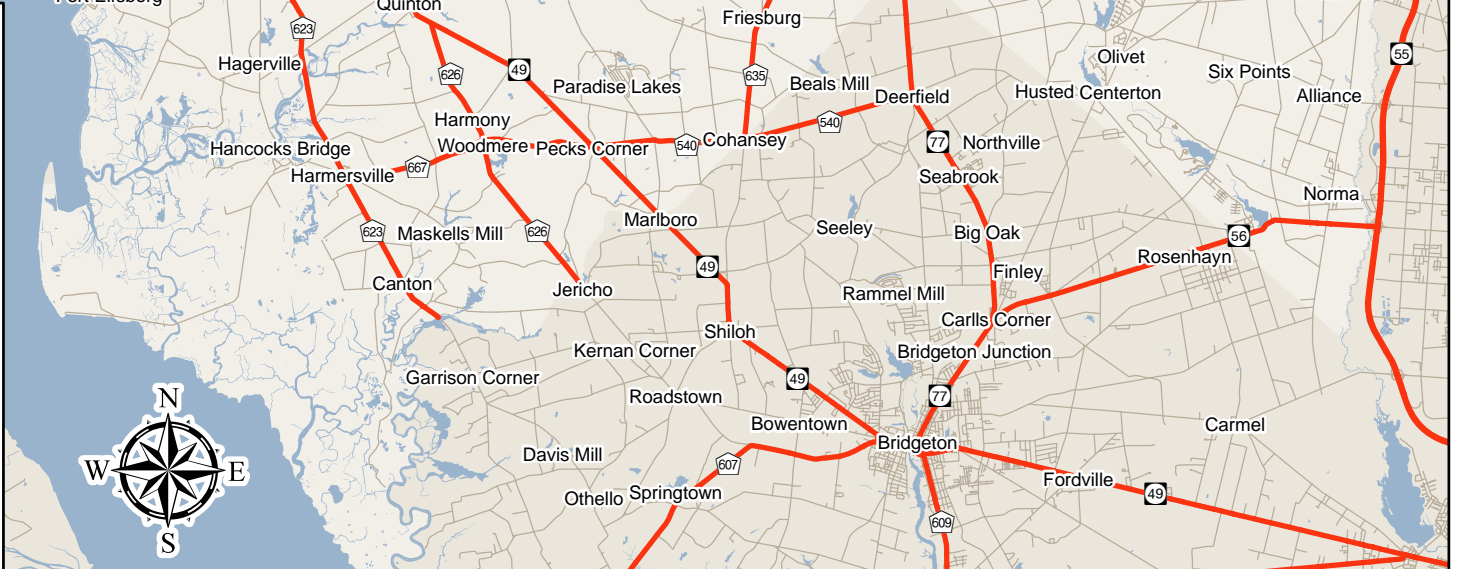 Quinton
Friesburg
623
Hagerville
626
49
Paradise Lakes
635
Beals Mill
Deerfield
Olivet
Six Points
55
Husted
Centerton
Alliance
Harmony
540
Hancocks Bridge
Woodmere
Pecks Corner
540
Cohansey
77
Northville
Harmersville
667
Seabrook
Norma
623
Maskells Mill
626
Marlboro
Seeley
Big Oak
56
Rosenhayn
Canton
Jericho
49
Finley
Rammel Mill
Shiloh
Carlls Corner
Kernan Corner
Bridgeton Junction
Garrison Corner
49
77
Roadstown
N
Bowentown
Carmel
Bridgeton
W
E
Davis Mill
607
Fordville
Othello
Springtown
49
609
S